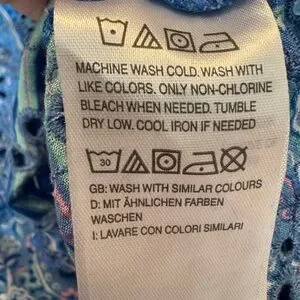 MACHINE WASH COLD. WASH WITH
LIKE COLORS. ONLY NON-CHLORINE
BLEACH WHEN NEEDED. TUMBLE
DRY LOW. COOL IRON IF NEEDED
30
GB: WASH WITH SIMILAR COLOURS
D: MIT ÄHNLICHEN FARBEN
WASCHEN
I: LAVARE CON COLORI SIMILARI